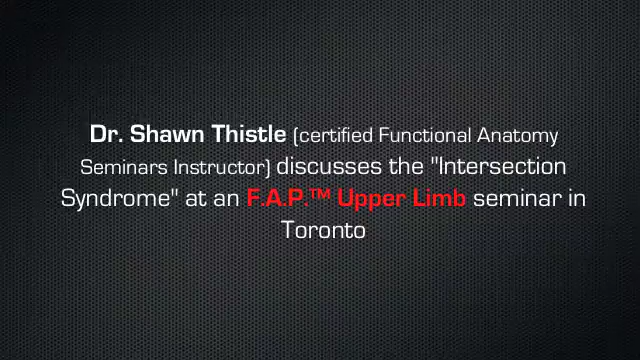 Dr. Shawn Thistle (certified Functional Anatomy
Seminars Instructor) discusses the "Intersection
Syndrome" at an F.A.P.™ Upper Limb seminar in
Toronto